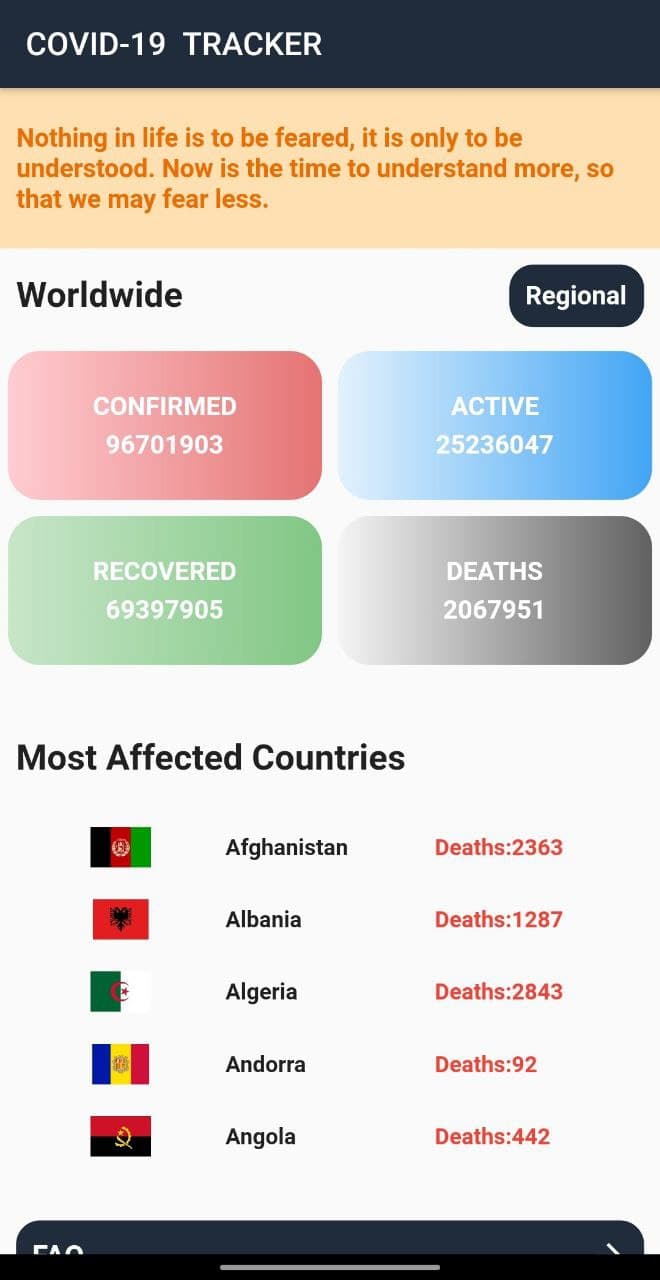 COVID-19 TRACKER
Nothing in life is to be feared, it is only to be
understood. Now is the time to understand more, so
that we may fear less.
Worldwide
Regional
CONFIRMED
96701903
ACTIVE
25236047
RECOVERED
69397905
DEATHS
2067951
Most Affected Countries
Afghanistan Deaths:2363
Albania Deaths:1287
Algeria Deaths:2843
Andorra Deaths:92
Angola Deaths:442
FAQ